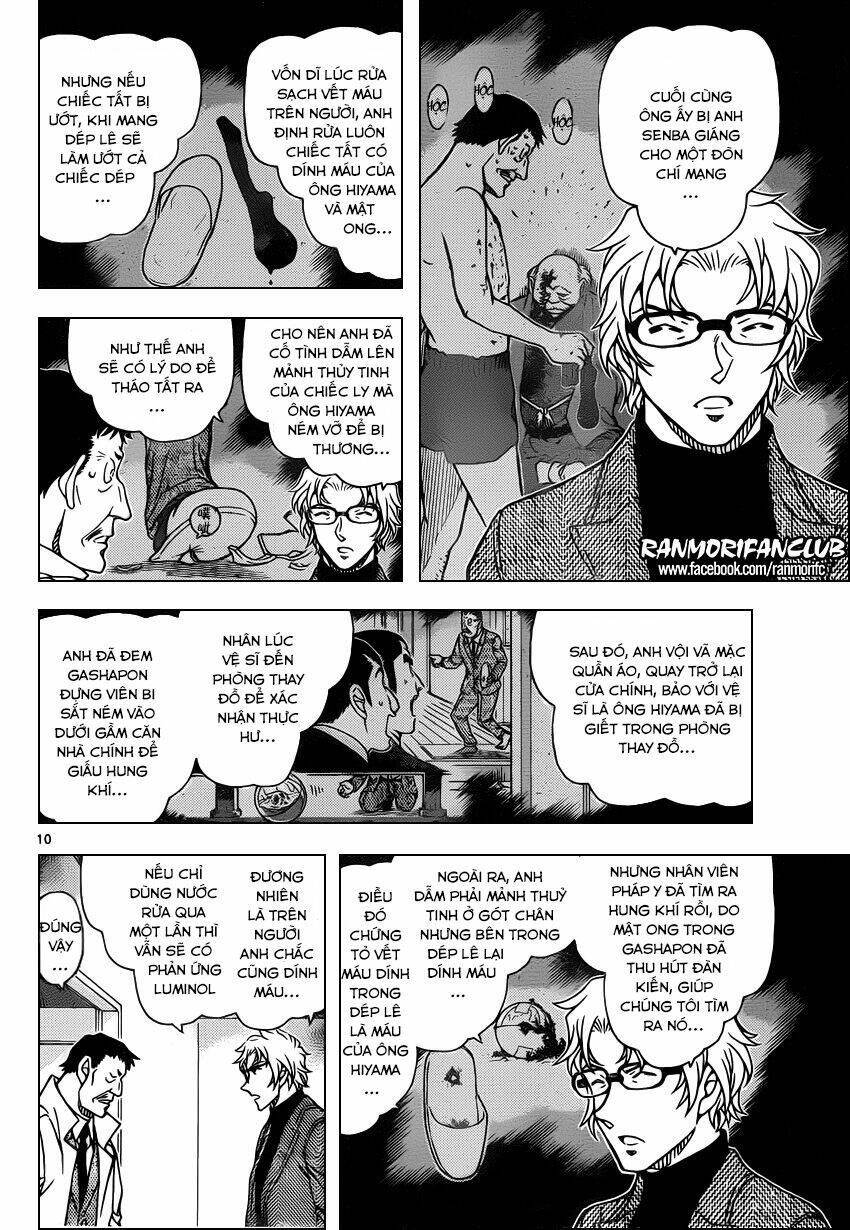 CUỐI CÙNG
ÔNG ẤY BỊ ANH
SENBA GIÁNG
CHO MỘT ĐÒN
CHÍ MẠNG
HỘC
HỘC
HỘC
VỐN DĨ LÚC RỬA
SẠCH VẾT MÁU
TRÊN NGƯỜI, ANH
ĐỊNH RỬA LUÔN
CHIẾC TẤT CÓ
DÍNH MÁU CỦA
ÔNG HIYAMA
VÀ MẬT
ONG...
NHƯNG NẾU
CHIẾC TẤT BỊ
ƯỚT, KHI MANG
DÉP LÊ SẼ
LÀM ƯỚT CẢ
CHIẾC DÉP
...
CHO NÊN ANH ĐÃ
CỐ TÌNH DẪM LÊN
MẢNH THỦY TINH
CỦA CHIẾC LY MÀ
ÔNG HIYAMA
NÉM VỠ ĐỂ BỊ
THƯƠNG...
NHƯ THẾ ANH
SẼ CÓ LÝ DO ĐỂ
THÁO TẤT RA
...
RANMORIFANCLUB
www.facebook.com/ranmorifc
SAU ĐÓ, ANH VỘI VÃ MẶC
QUẦN ÁO, QUAY TRỞ LẠI
CỬA CHÍNH, BẢO VỚI VỆ
SĨ LÀ ÔNG HIYAMA ĐÃ BỊ
GIẾT TRONG PHÒNG
THAY ĐỒ...
NHÂN LÚC
VỆ SĨ ĐẾN
PHÒNG THAY
ĐỒ ĐỂ XÁC
NHẬN THỰC
HƯ...
ANH ĐÃ ĐEM
GASHAPON
ĐỰNG VIÊN BI
SẮT NÉM VÀO
DƯỚI GẦM CĂN
NHÀ CHÍNH ĐỂ
GIẤU HUNG
KHÍ...
10
NHƯNG NHÂN VIÊN
PHÁP Y ĐÃ TÌM RA
HUNG KHÍ RỒI, DO
MẬT ONG TRONG
GASHAPON ĐÃ
THU HÚT ĐÀN
KIẾN, GIÚP
CHÚNG TÔI TÌM
RA NÓ...
NGOÀI RA, ANH
DẪM PHẢI MẢNH THUỶ
TINH Ở GÓT CHÂN
NHƯNG BÊN TRONG
DÉP LÊ LẠI
DÍNH MÁU
...
ĐIỀU
ĐÓ
CHỨNG
TỎ VẾT
MÁU DÍNH
TRONG
DÉP LÊ
LÀ MÁU
CỦA ÔNG
HIYAMA
...
ĐƯƠNG
NHIÊN
LÀ TRÊN
NGƯỜI
ANH CHẮC
CŨNG DÍNH
MÁU...
NẾU CHỈ
DÙNG NƯỚC
RỬA QUA
MỘT LẦN THÌ
VẪN SẼ CÓ
PHẢN ỨNG
LUMINOL
ĐÚNG
VẬY
...